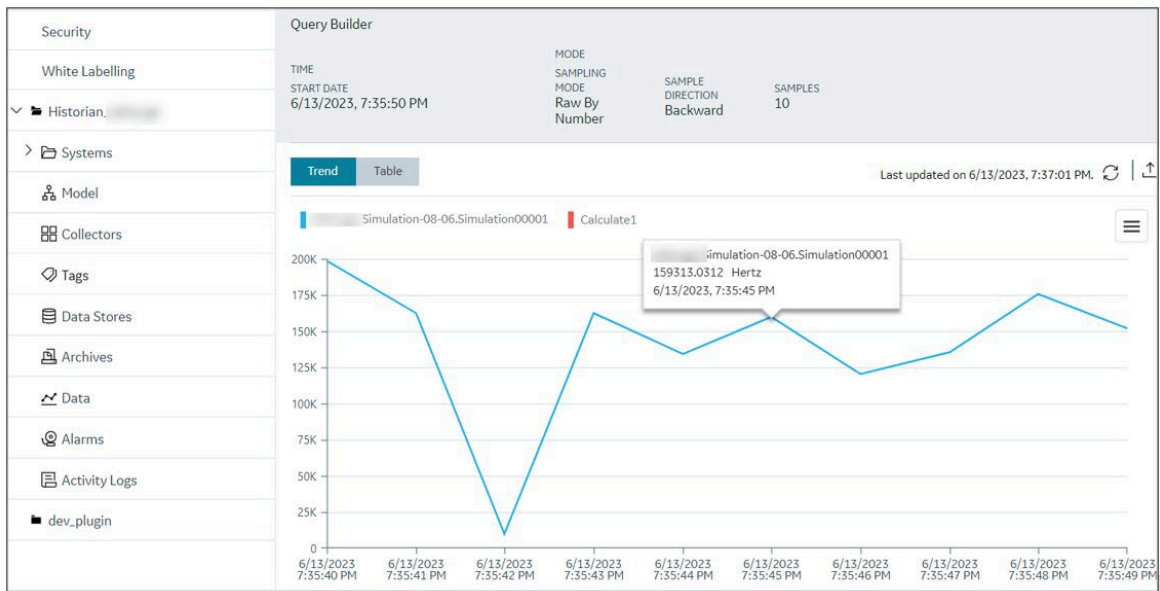 Security
White Labelling
Historian.
Systems
Model
Collectors
Tags
Data Stores
Archives
Data
Alarms
Activity Logs
dev_plugin
Query Builder
TIME
START DATE
6/13/2023, 7:35:50 PM
MODE
SAMPLING
MODE
Raw By
Number
SAMPLE
DIRECTION
Backward
SAMPLES
10
Trend Table
Last updated on 6/13/2023, 7:37:01 PM.
Simulation-08-06.Simulation00001 Calculate1
Simulation-08-06.Simulation00001
159313.0312 Hertz
6/13/2023, 7:35:45 PM
200K
175K
150K
125K
100K
75K
50K
25K
0
6/13/2023 6/13/2023 6/13/2023 6/13/2023 6/13/2023 6/13/2023 6/13/2023 6/13/2023 6/13/2023 6/13/2023
7:35:40 PM 7:35:41 PM 7:35:42 PM 7:35:43 PM 7:35:44 PM 7:35:45 PM 7:35:46 PM 7:35:47 PM 7:35:48 PM 7:35:49 PM